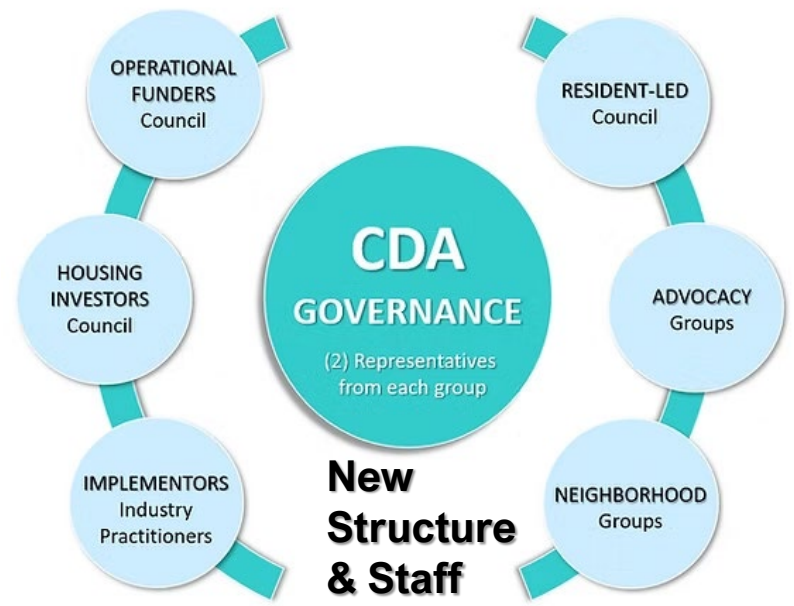 OPERATIONAL
FUNDERS
Council
RESIDENT-LED
Council
HOUSING
INVESTORS
Council
CDA
GOVERNANCE
(2) Representatives
from each group
ADVOCACY
Groups
IMPLEMENTORS
Industry
Practitioners
New
Structure
& Staff
NEIGHBORHOOD
Groups